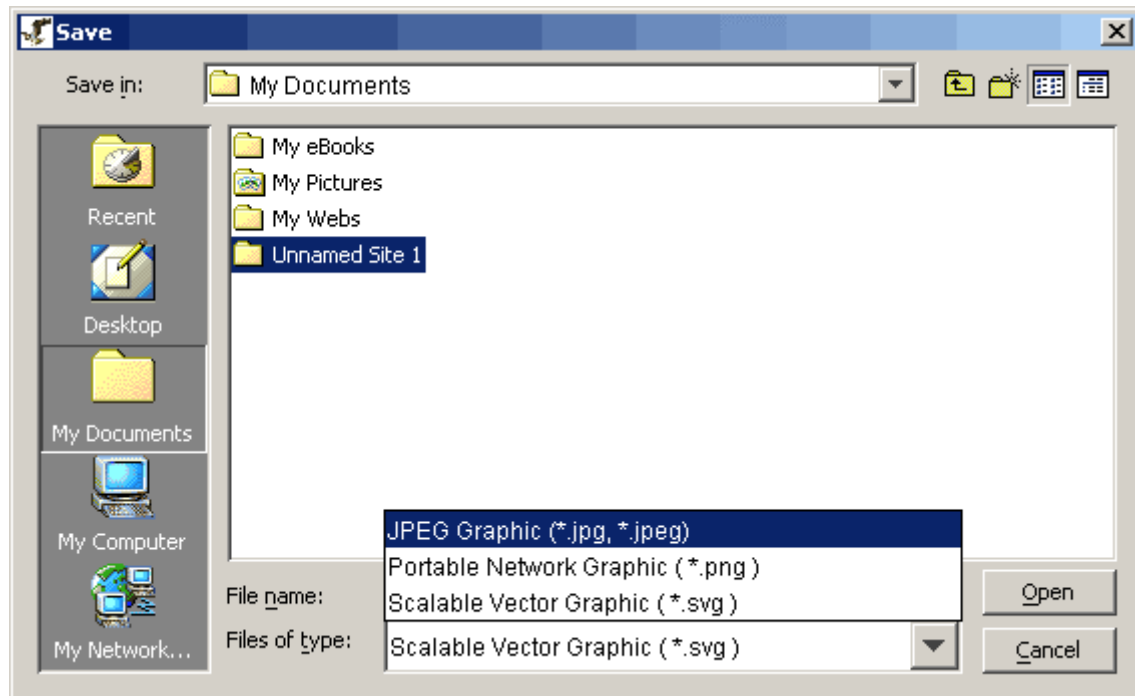 Save
Save in:
My Documents
Recent
Desktop
My Documents
My Computer
My Network...
My eBooks
My Pictures
My Webs
Unnamed Site 1
JPEG Graphic (*.jpg, *.jpeg)
Portable Network Graphic ( *.png )
Scalable Vector Graphic ( *.svg )
File name:
Open
Files of type:
Scalable Vector Graphic ( *.svg )
Cancel